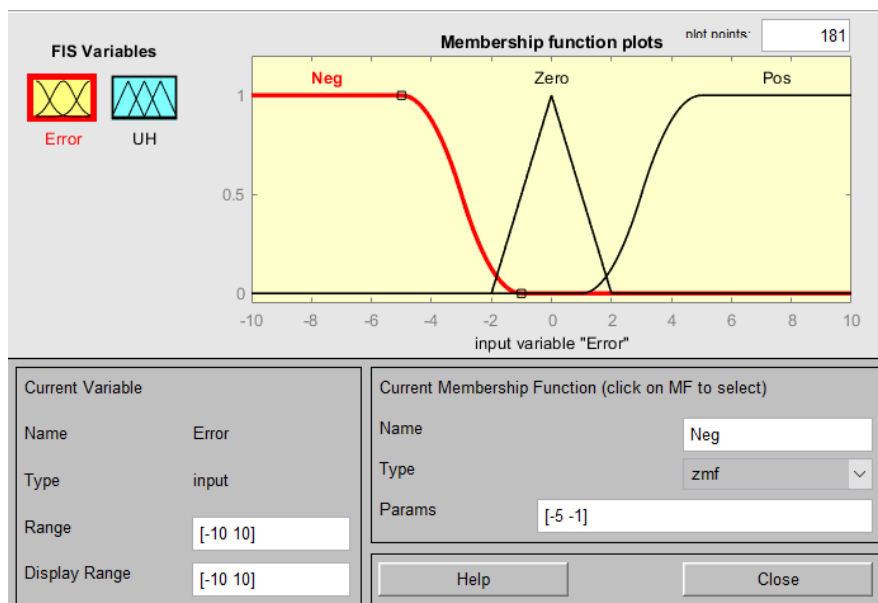 FIS Variables
Error UH
Membership function plots
plot points: 181
Neg Zero Pos
1
0.5
0
-10 -8 -6 -4 -2 0 2 4 6 8 10
input variable "Error"
Current Variable
Name Error
Type input
Range [-10 10]
Display Range [-10 10]
Current Membership Function (click on MF to select)
Name Neg
Type zmf
Params [-5 -1]
Help Close